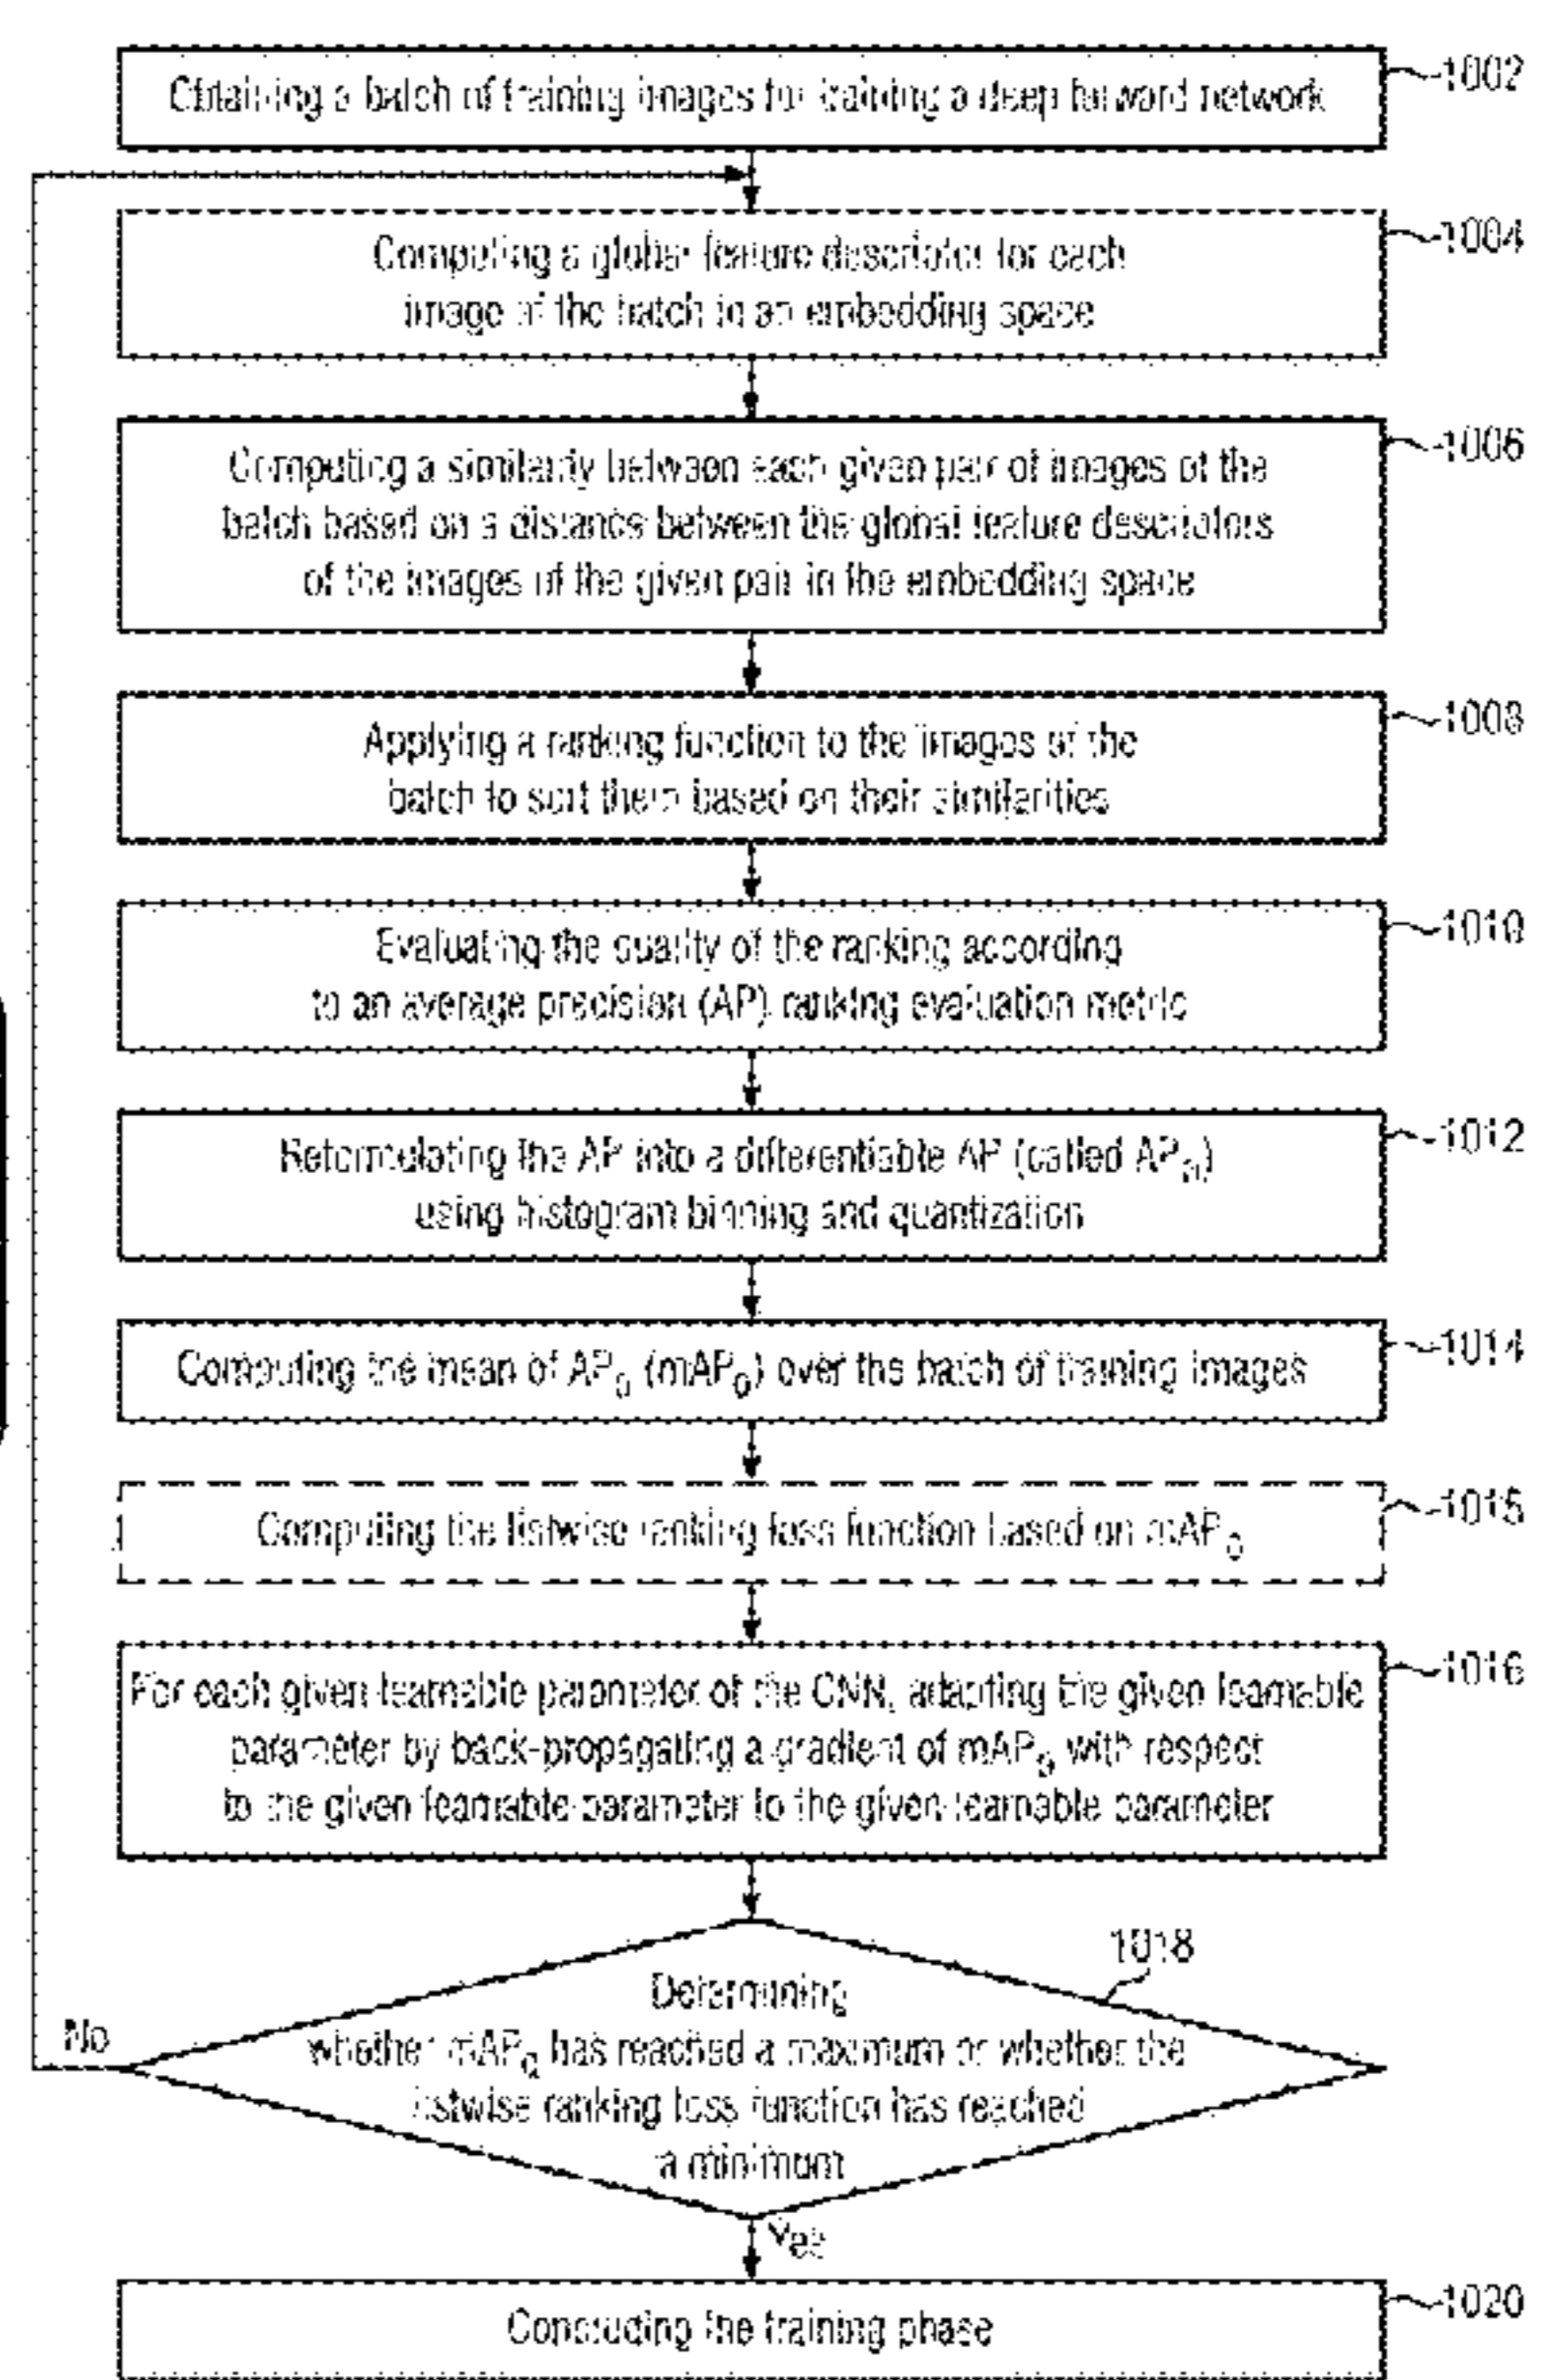 Obtaining a batch of training images for training a deep forward network
1002
Computing a global feature descriptor for each
image of the batch in an embedding space
1004
Computing a similarity between each given pair of images of the
batch based on a distance between the global feature descriptors
of the images of the given pair in the embedding space
1006
Applying a ranking function to the images of the
batch to sort them based on their similarities
1008
Evaluating the quality of the ranking according
to an average precision (AP) ranking evaluation metric
1010
Reformulating the AP into a differentiable AP (called APQ)
using histogram binning and quantization
1012
Computing the mean of APQ (mAPQ) over the batch of training images
1014
Computing the listwise ranking loss function based on mAPQ
1015
For each given learnable parameter of the CNN, adapting the given learnable
parameter by back-propagating a gradient of mAPQ with respect
to the given learnable parameter to the given learnable parameter
1016
1018
Determining
whether mAPQ has reached a maximum or whether the
listwise ranking loss function has reached
a minimum
No
Yes
the training phase
1020